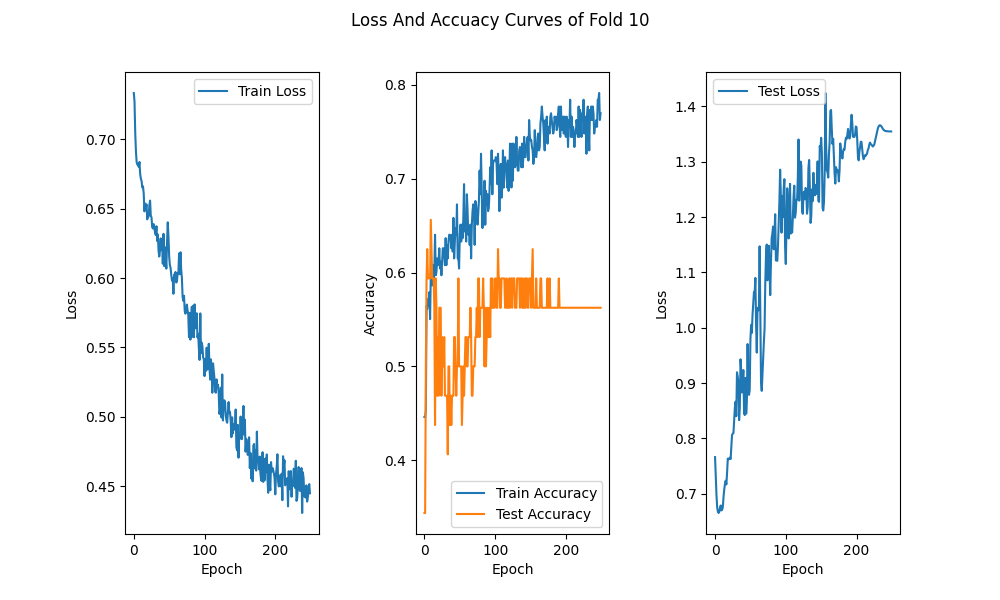 Loss And Accuacy Curves of Fold 10
Train Loss
0.70
0.65
0.60
0.55
0.50
0.45
Loss
0
100
200
Epoch
0.8
0.7
0.6
0.5
0.4
Accuracy
Train Accuracy
Test Accuracy
0
100
200
Epoch
Test Loss
1.4
1.3
1.2
1.1
1.0
0.9
0.8
0.7
Loss
0
100
200
Epoch